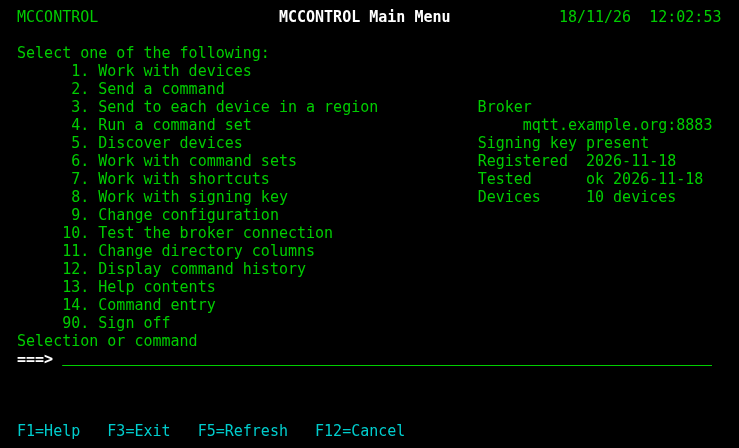 MCCONTROL                    MCCONTROL Main Menu            18/11/26  12:02:53
Select one of the following:
      1. Work with devices
      2. Send a command
      3. Send to each device in a region           Broker
      4. Run a command set                              mqtt.example.org:8883
      5. Discover devices                          Signing key present
      6. Work with command sets                    Registered  2026-11-18
      7. Work with shortcuts                       Tested      ok 2026-11-18
      8. Work with signing key                     Devices     10 devices
      9. Change configuration
     10. Test the broker connection
     11. Change directory columns
     12. Display command history
     13. Help contents
     14. Command entry
     90. Sign off
Selection or command
===> ________________________________________________________________________
F1=Help   F3=Exit   F5=Refresh   F12=Cancel